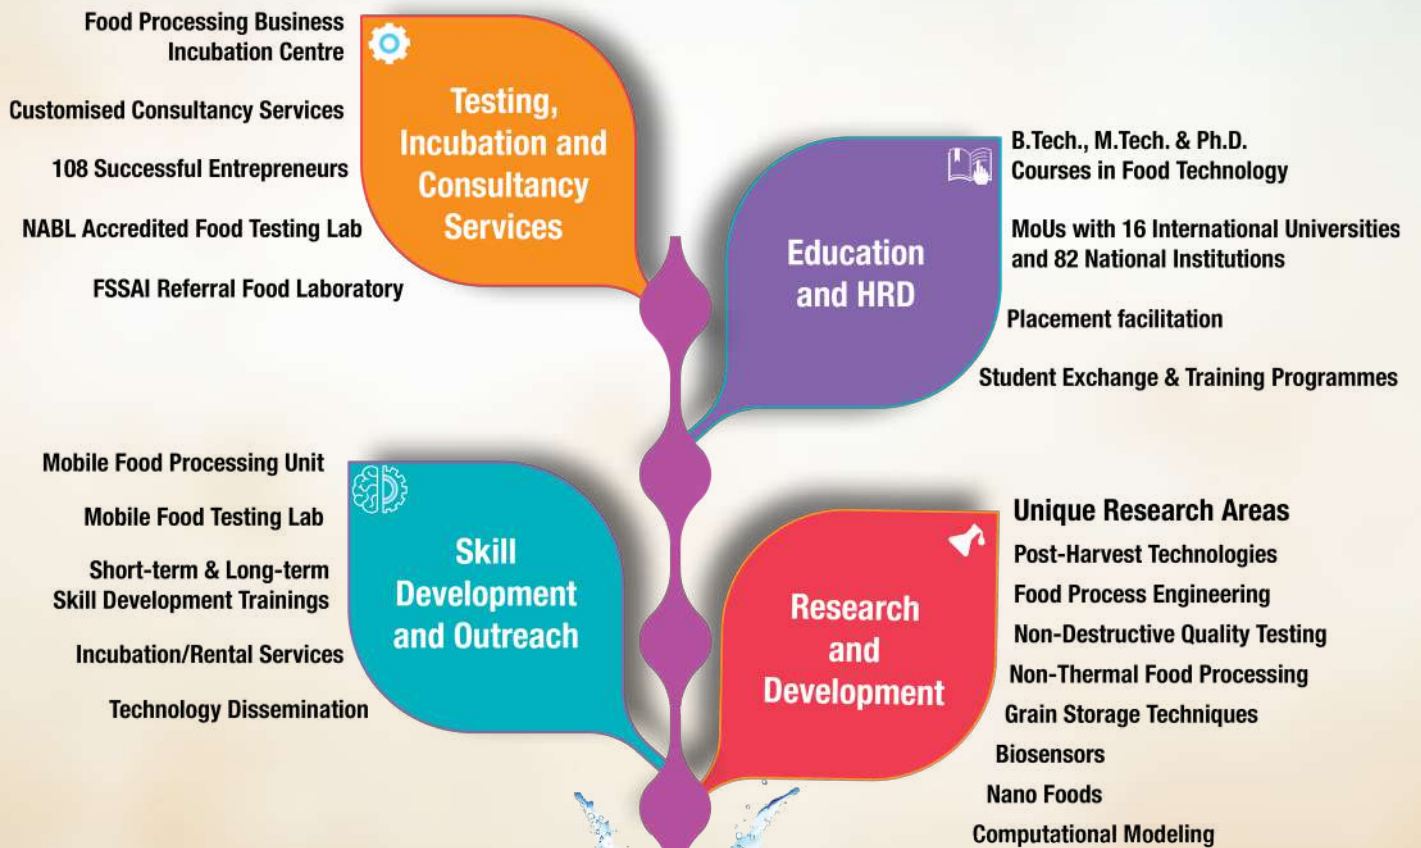 Food Processing Business
Incubation Centre
Customised Consultancy Services
108 Successful Entrepreneurs
NABL Accredited Food Testing Lab
FSSAI Referral Food Laboratory
Testing,
Incubation and
Consultancy
Services
Education
and HRD
B.Tech., M.Tech. & Ph.D.
Courses in Food Technology
MoUs with 16 International Universities
and 82 National Institutions
Placement facilitation
Student Exchange & Training Programmes
Mobile Food Processing Unit
Mobile Food Testing Lab
Short-term & Long-term
Skill Development Trainings
Incubation/Rental Services
Technology Dissemination
Skill
Development
and Outreach
Research
and
Development
Unique Research Areas
Post-Harvest Technologies
Food Process Engineering
Non-Destructive Quality Testing
Non-Thermal Food Processing
Grain Storage Techniques
Biosensors
Nano Foods
Computational Modeling